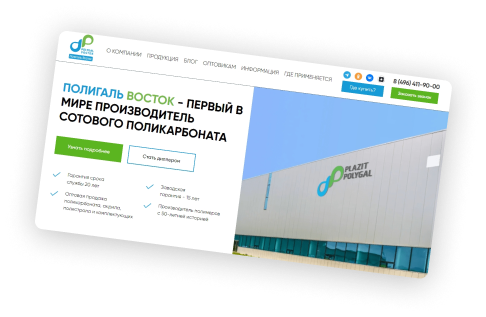 О КОМПАНИИ ПРОДУКЦИЯ БЛОГ ОПТОВИКАМ ИНФОРМАЦИЯ ГДЕ ПРИМЕНЯЕТСЯ
8 (496) 411-90-00
Где купить?
Заказать звонок
ПОЛИГАЛЬ ВОСТОК - ПЕРВЫЙ В
МИРЕ ПРОИЗВОДИТЕЛЬ
СОТОВОГО ПОЛИКАРБОНАТА
Узнать подробнее
Стать дилером
Гарантия срока
службы 20 лет
Заводская
гарантия - 15 лет
Оптовая продажа
поликарбоната, акрила,
полистирола и комплектующих
Производитель полимеров
с 50-летней историей
PLAZIT
POLYGAL